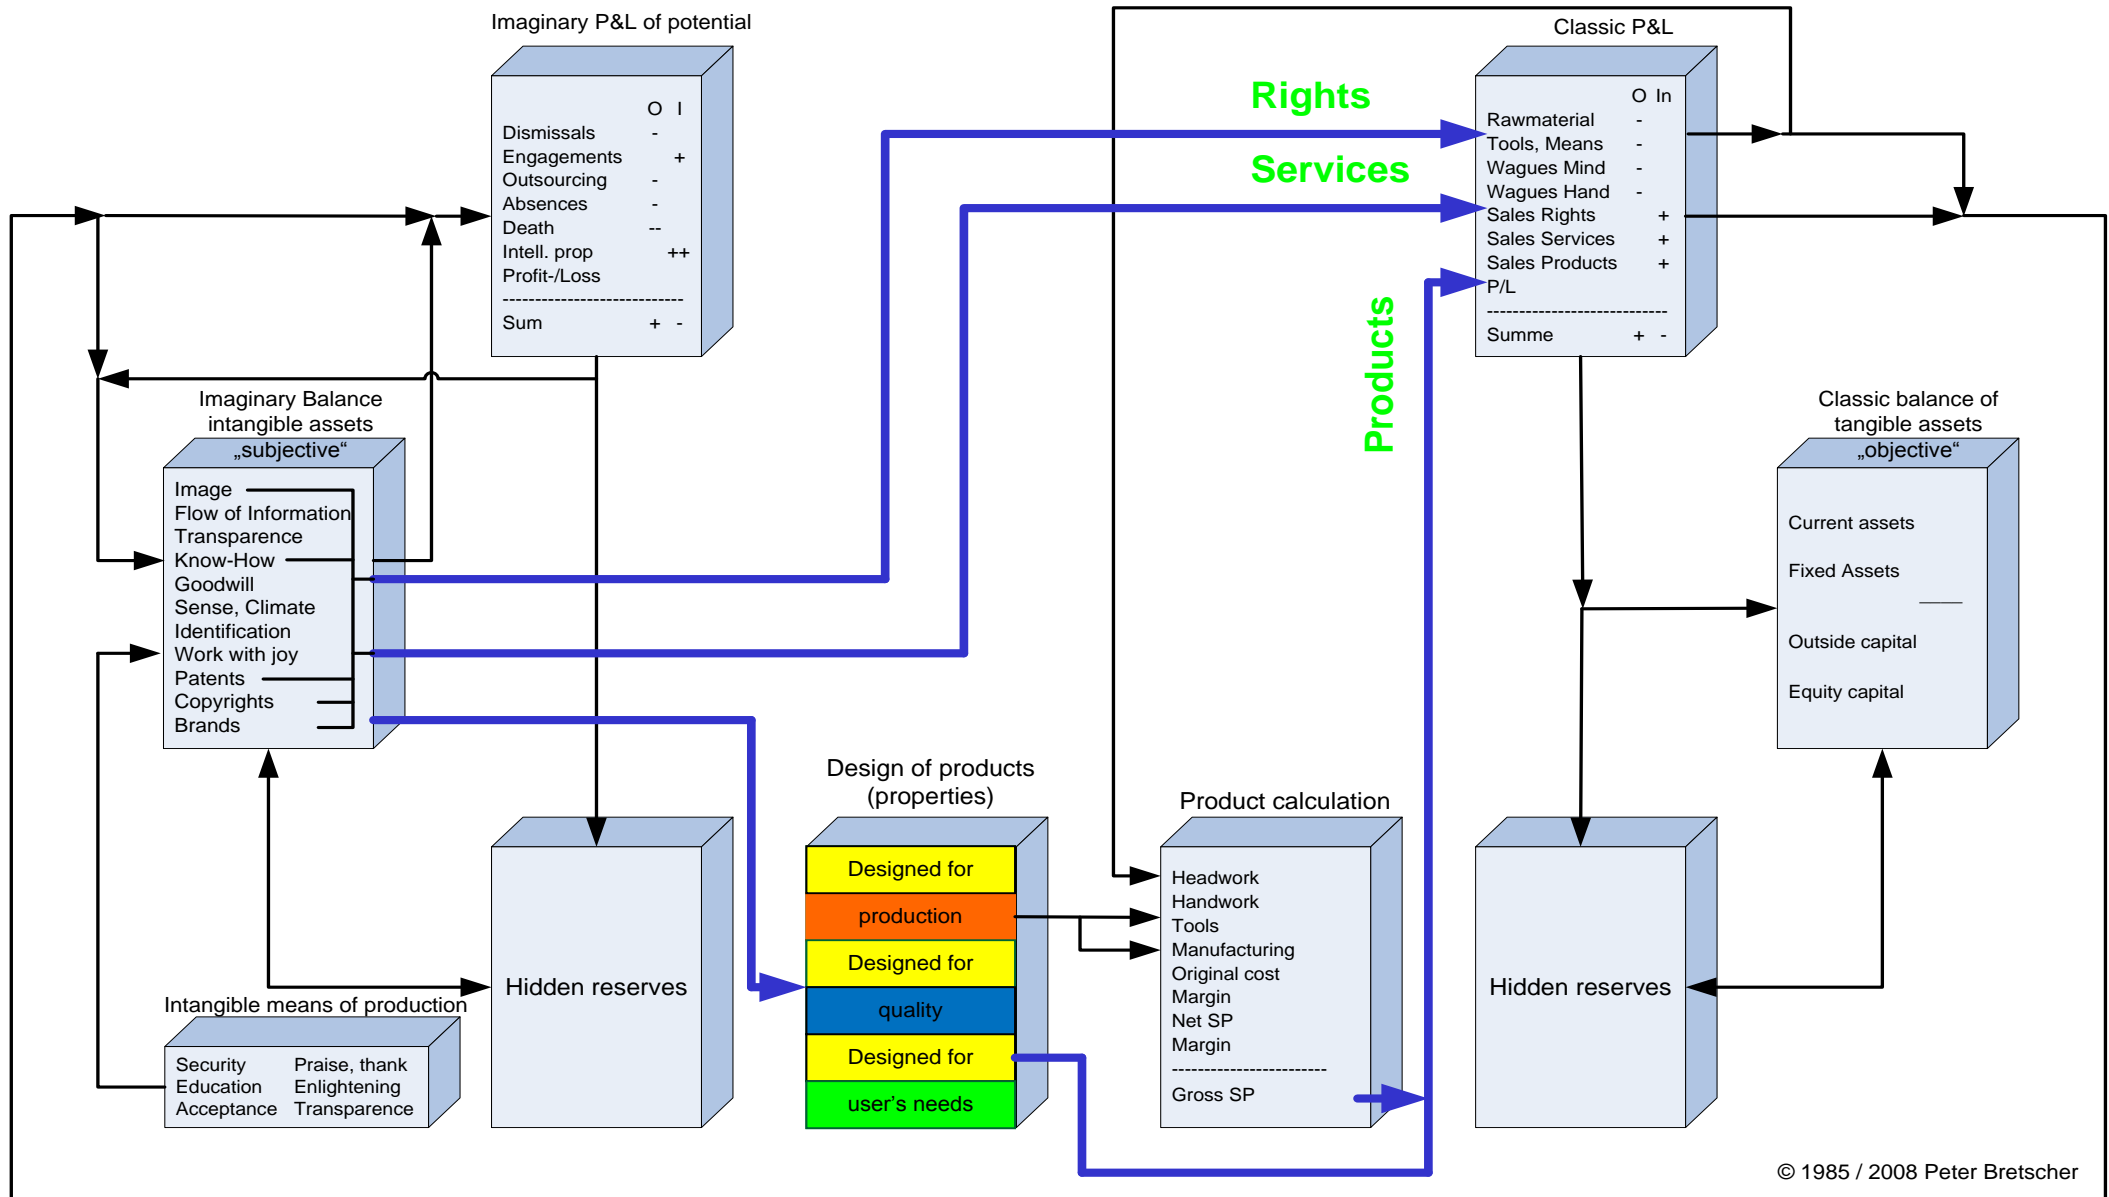 Imaginary P&L of potential
O I
Dismissals -
Engagements +
Outsourcing -
Absences -
Death --
Intell. prop ++
Profit-/Loss
----------------------------
Sum + -
Rights
Services
Products
Classic P&L
O In
Rawmaterial -
Tools, Means -
Wagues Mind -
Wagues Hand -
Sales Rights +
Sales Services +
Sales Products +
P/L
----------------------------
Summe + -
Imaginary Balance
intangible assets
„subjective“
Image
Flow of Information
Transparence
Know-How
Goodwill
Sense, Climate
Identification
Work with joy
Patents
Copyrights
Brands
Classic balance of
tangible assets
„objective“
Current assets
Fixed Assets
Outside capital
Equity capital
Intangible means of production
Security Praise, thank
Education Enlightening
Acceptance Transparence
Hidden reserves
Design of products
(properties)
Designed for
production
Designed for
quality
Designed for
user's needs
Product calculation
Headwork
Handwork
Tools
Manufacturing
Original cost
Margin
Net SP
Margin
------------------------
Gross SP
Hidden reserves
© 1985 / 2008 Peter Bretscher